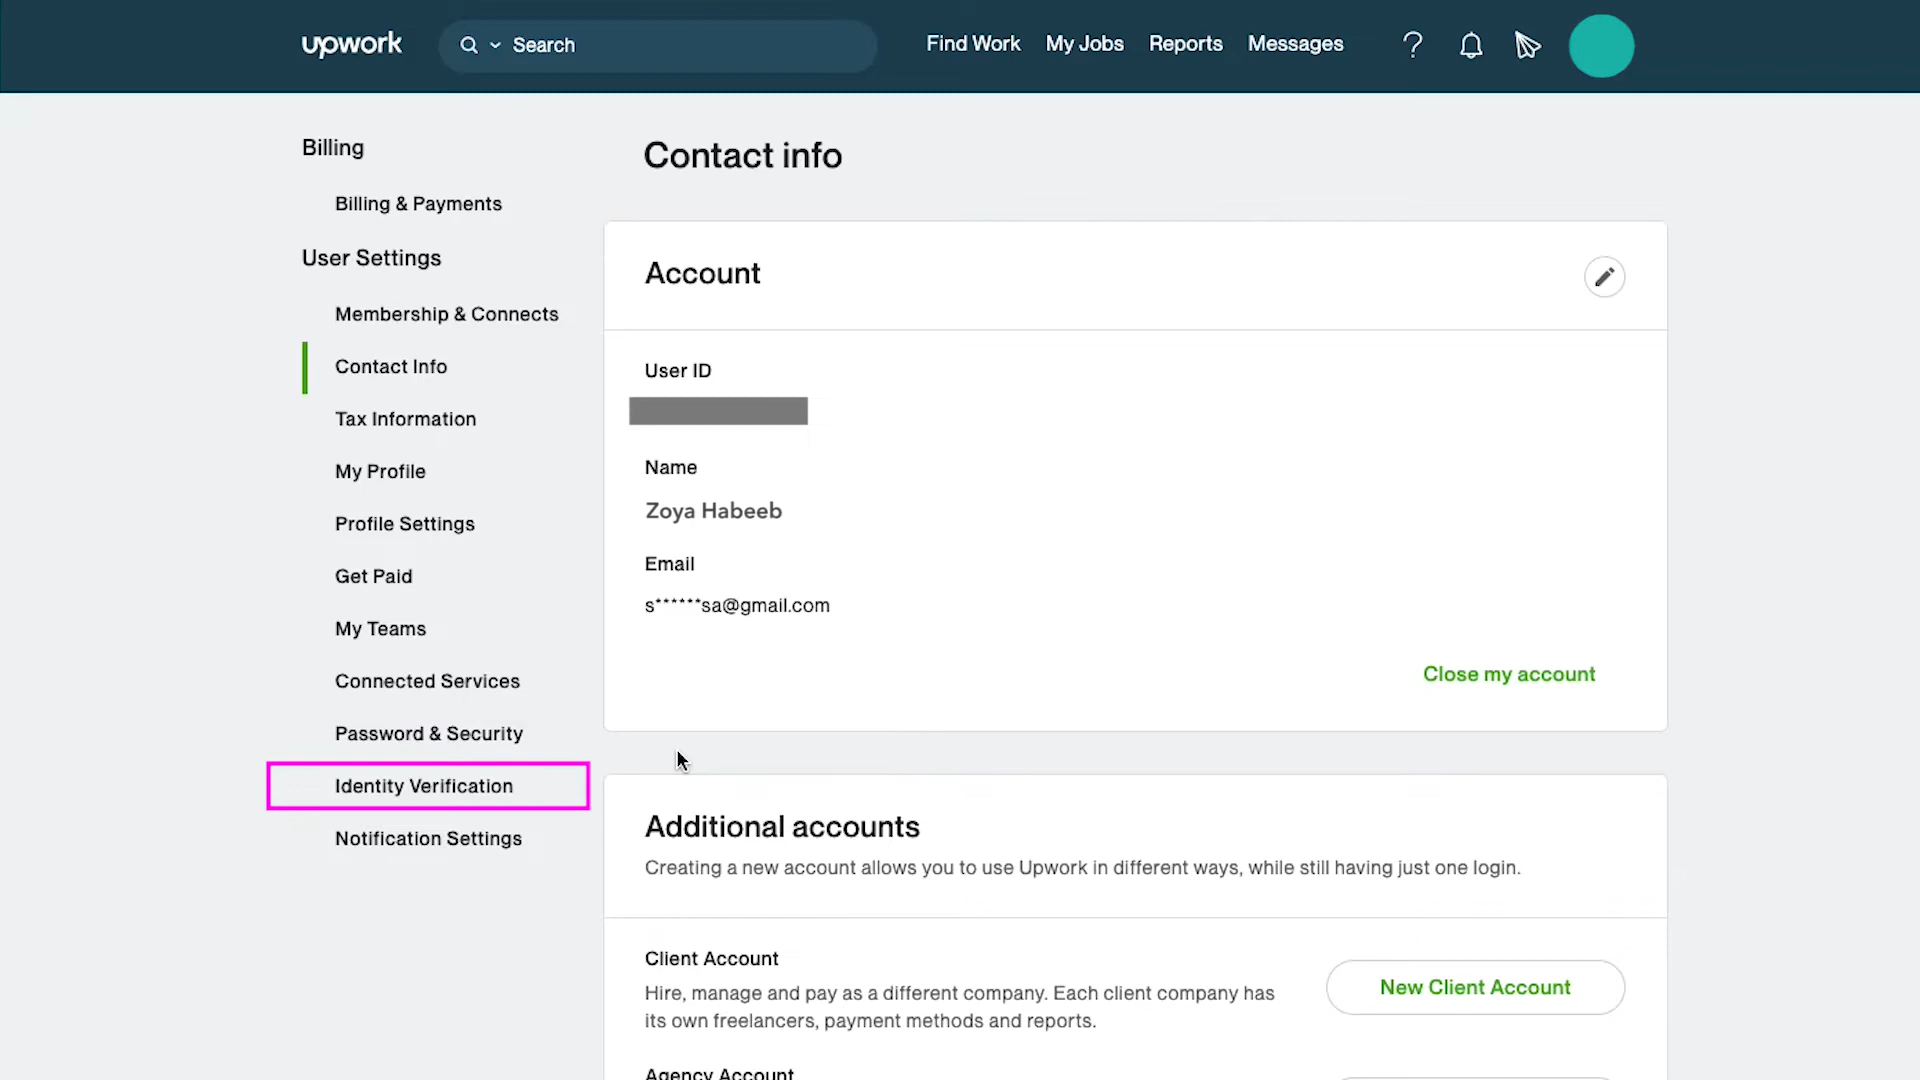 upwork
Search
Find Work
My Jobs
Reports
Messages
Billing
Billing & Payments
User Settings
Membership & Connects
Contact Info
Tax Information
My Profile
Profile Settings
Get Paid
My Teams
Connected Services
Password & Security
Identity Verification
Notification Settings
Contact info
Account
User ID
Name
Zoya Habeeb
Email
s******sa@gmail.com
Close my account
Additional accounts
Creating a new account allows you to use Upwork in different ways, while still having just one login.
Client Account
Hire, manage and pay as a different company. Each client company has
its own freelancers, payment methods and reports.
New Client Account
Agency Account